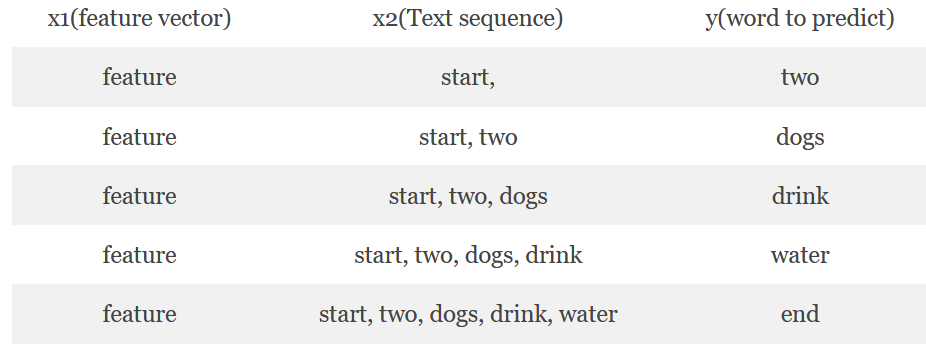 x1(feature vector) x2(Text sequence) y(word to predict)
feature start, two
feature start, two dogs
feature start, two, dogs drink
feature start, two, dogs, drink water
feature start, two, dogs, drink, water end